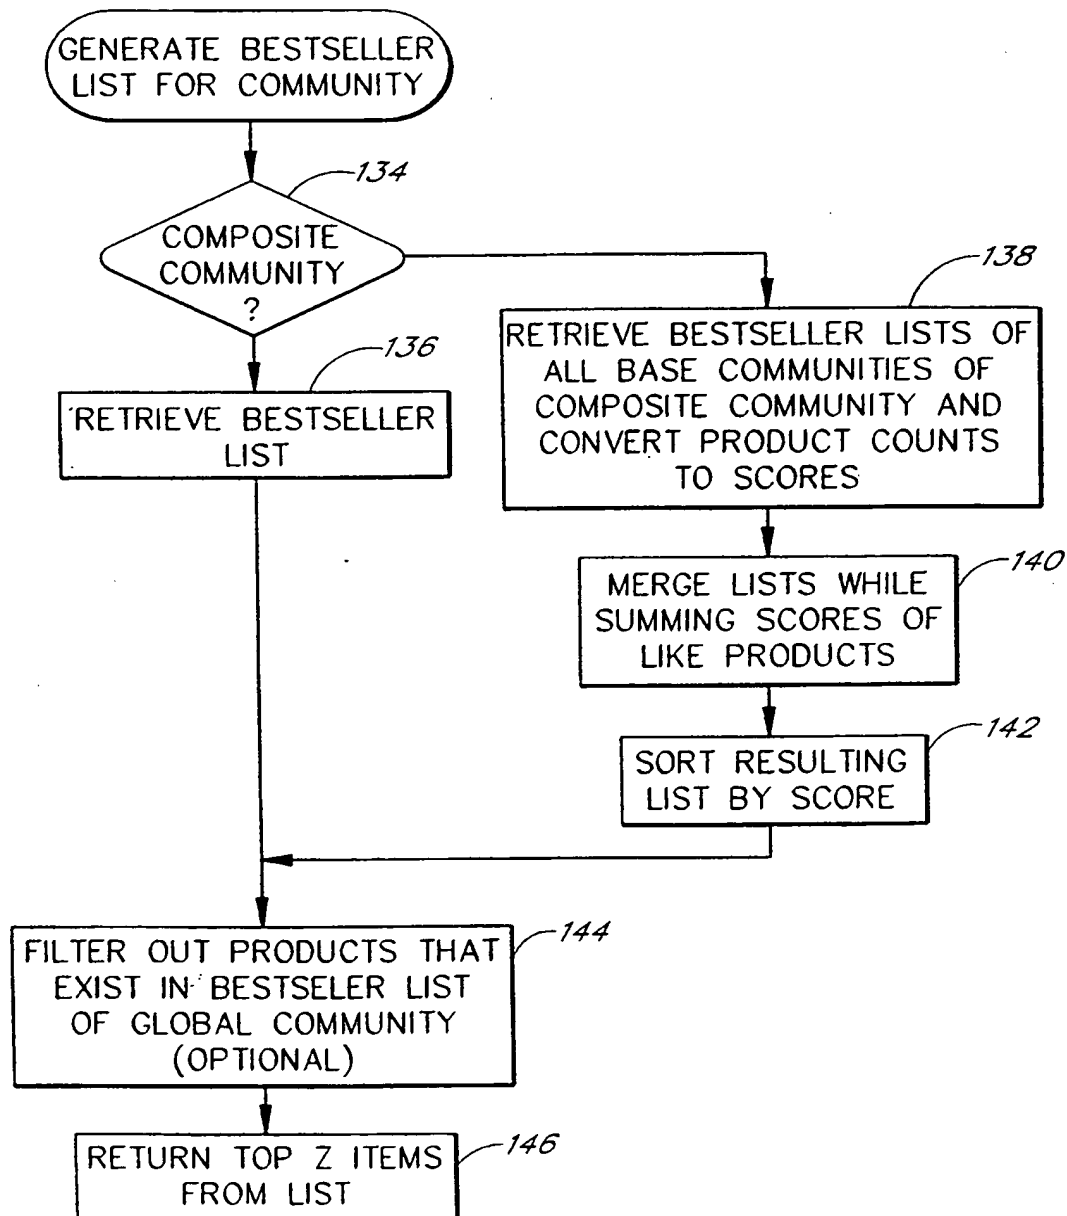 GENERATE BESTSELLER
LIST FOR COMMUNITY
134
COMPOSITE
COMMUNITY
?
136
RETRIEVE BESTSELLER
LIST
138
RETRIEVE BESTSELLER LISTS OF
ALL BASE COMMUNITIES OF
COMPOSITE COMMUNITY AND
CONVERT PRODUCT COUNTS
TO SCORES
140
MERGE LISTS WHILE
SUMMING SCORES OF
LIKE PRODUCTS
142
SORT RESULTING
LIST BY SCORE
144
FILTER OUT PRODUCTS THAT
EXIST IN BESTSELER LIST
OF GLOBAL COMMUNITY
(OPTIONAL)
146
RETURN TOP Z ITEMS
FROM LIST